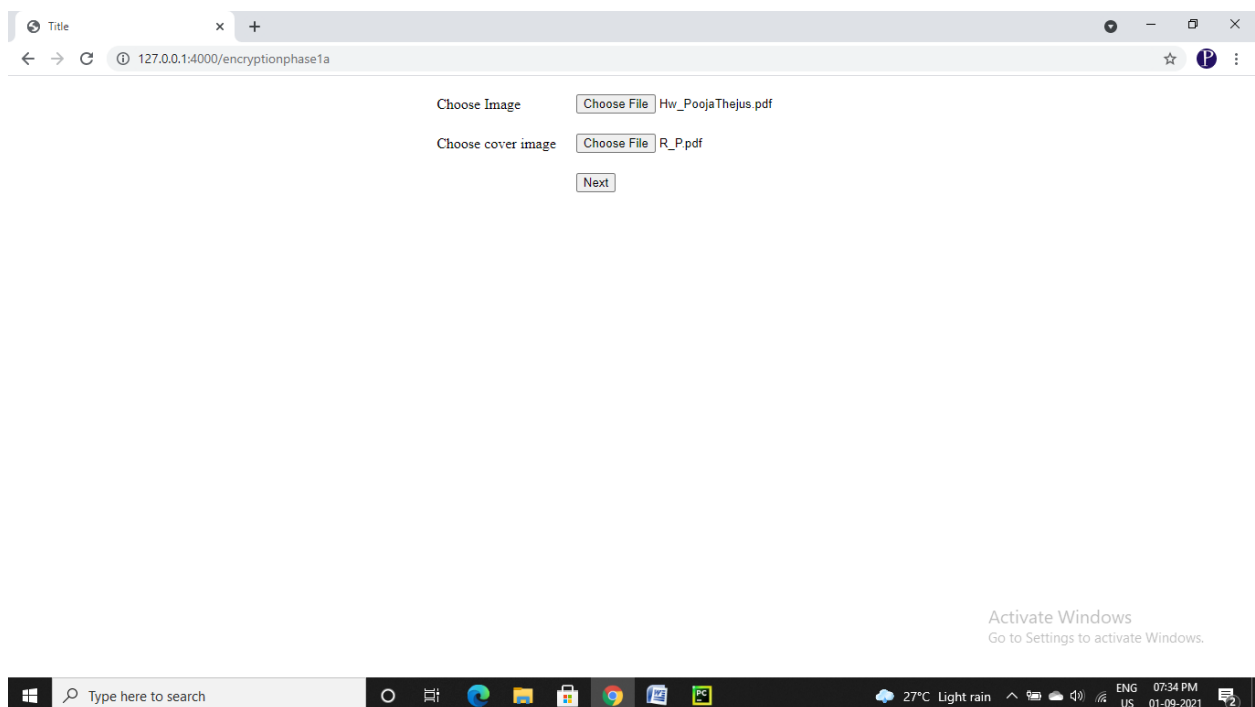 Title
127.0.0.1:4000/encryptionphase1a
P
Choose Image Choose File Hw_PoojaThejus.pdf
Choose cover image Choose File R_P.pdf
Next
Activate Windows
Go to Settings to activate Windows.
Type here to search
PC
27°C Light rain
ENG
US
07:34 PM
01-09-2021
2